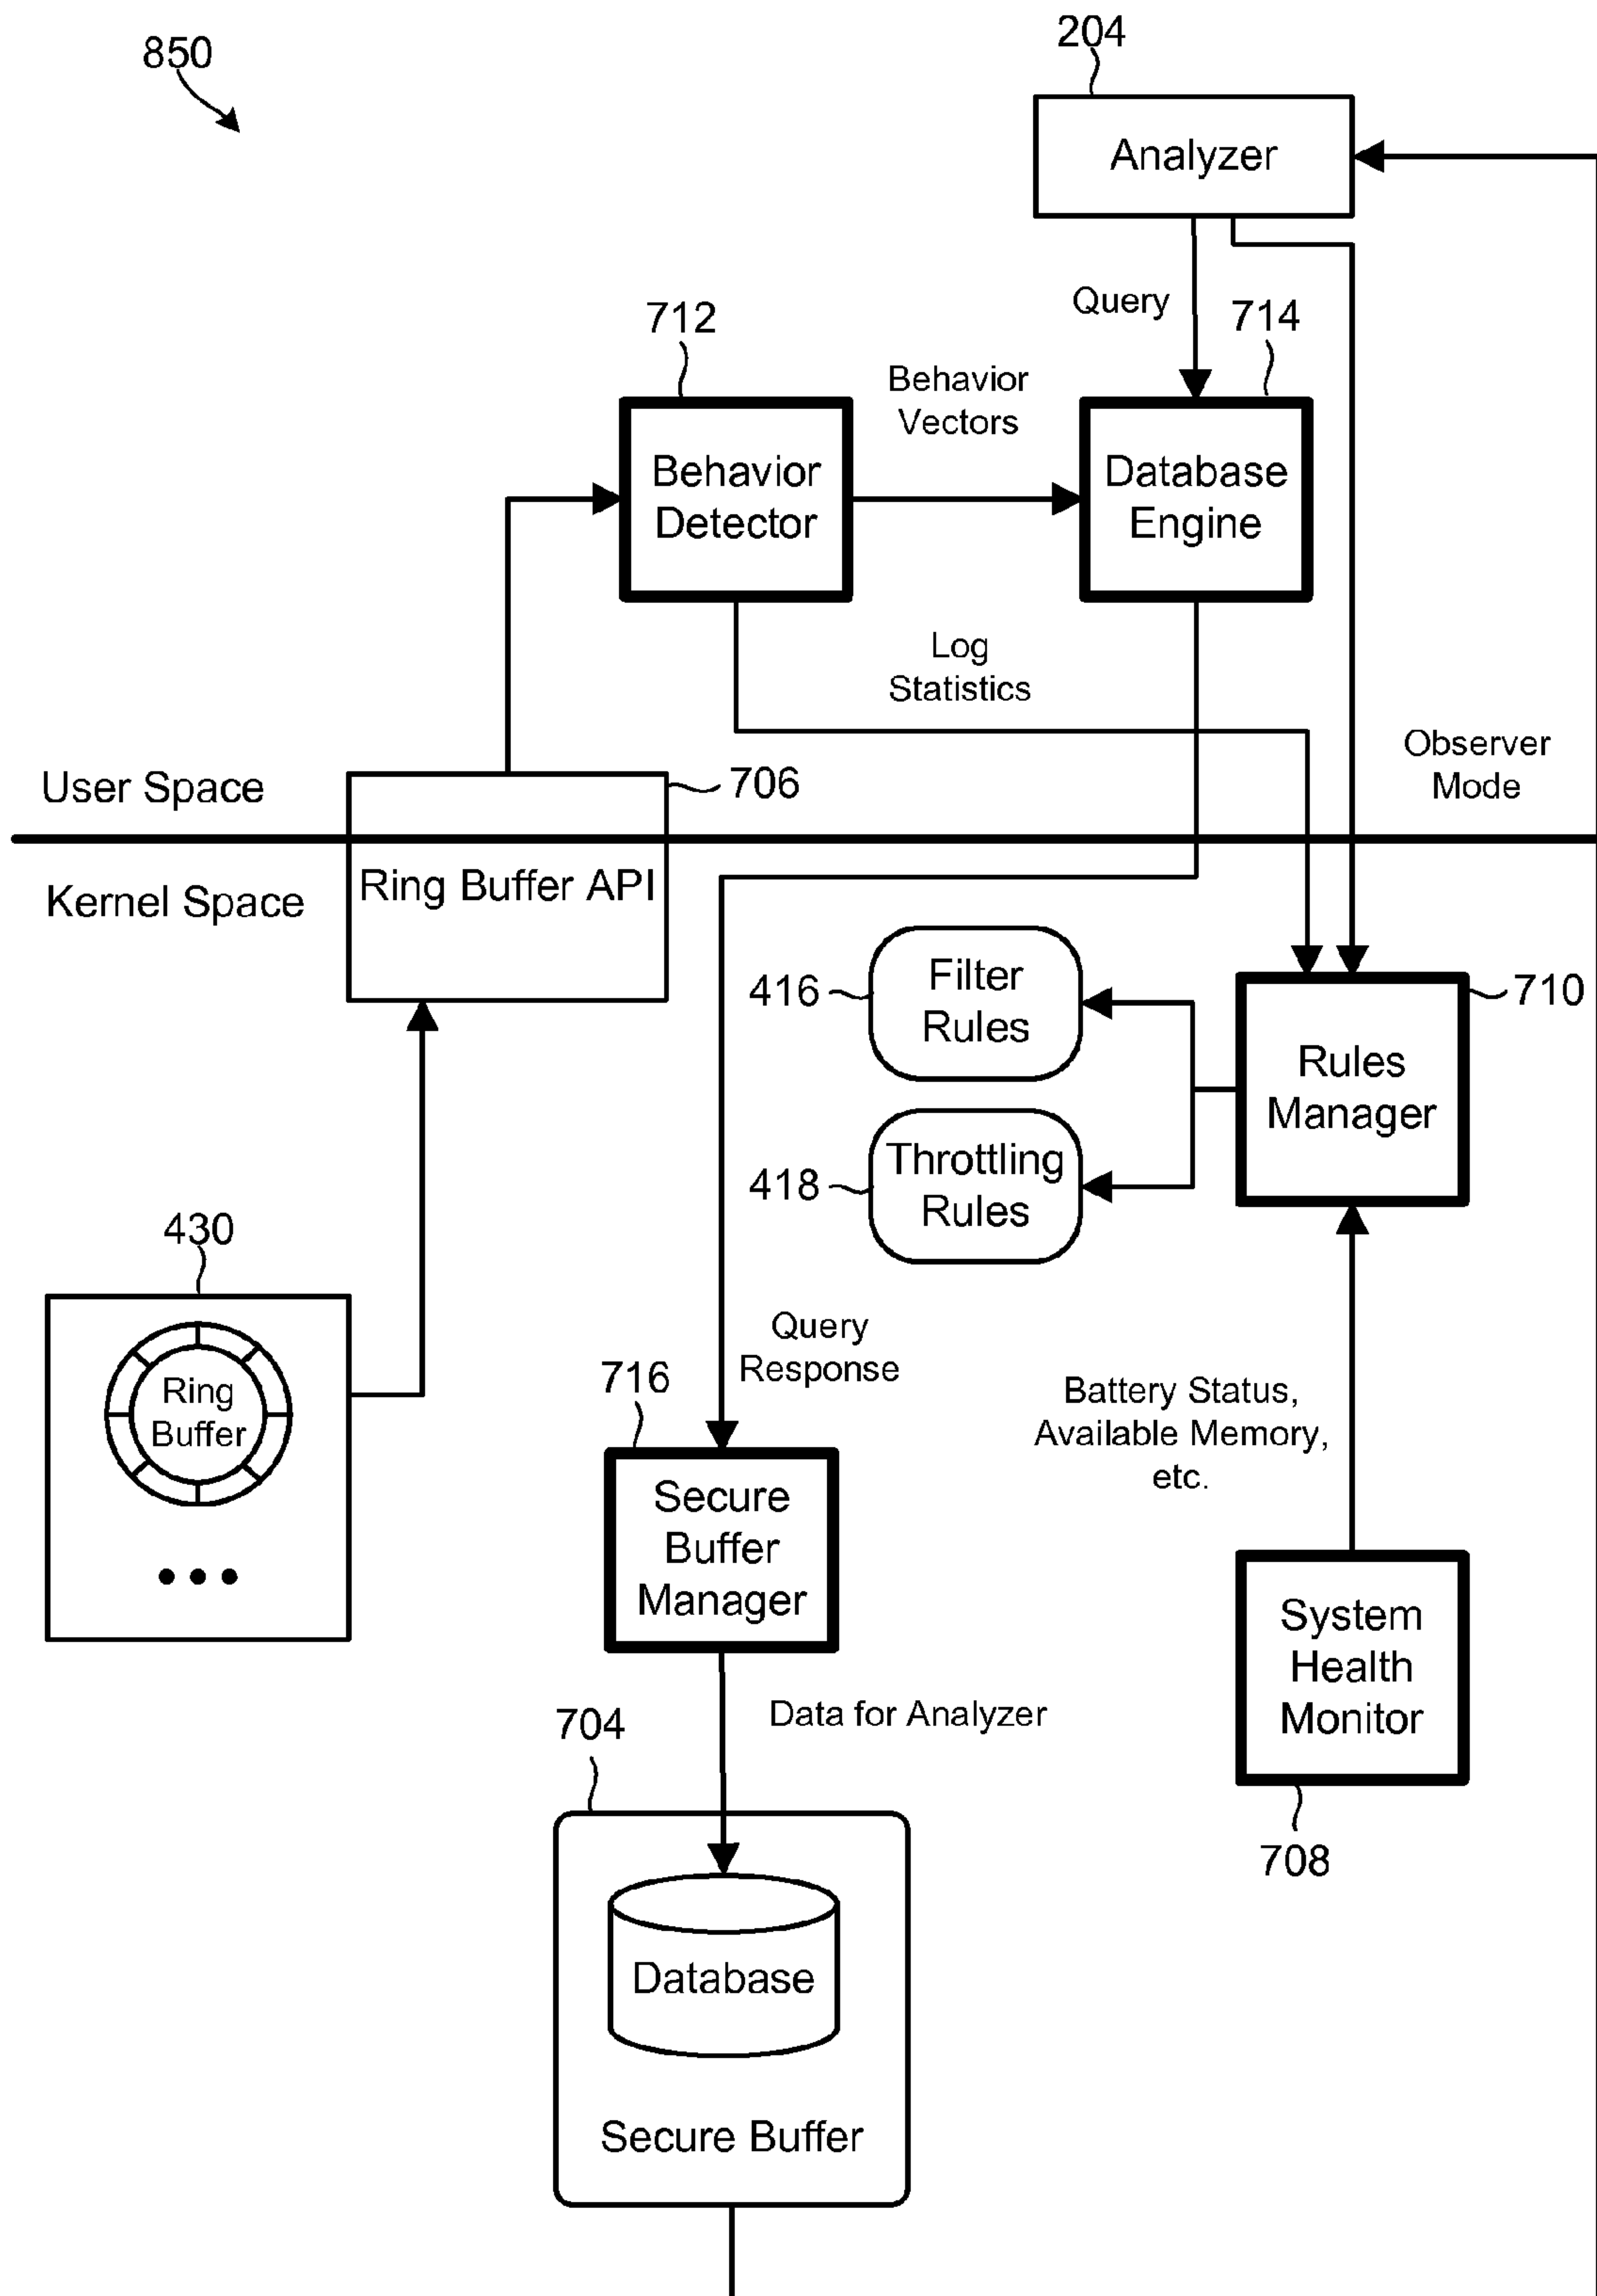 850
204
Analyzer
Query
712
714
Behavior
Vectors
Behavior
Detector
Database
Engine
Log
Statistics
Observer
Mode
User Space
706
Kernel Space
Ring Buffer API
416
Filter
Rules
710
Rules
Manager
418
Throttling
Rules
430
Ring
Buffer
Query
Response
716
Battery Status,
Available Memory,
etc.
Secure
Buffer
Manager
System
Health
Monitor
704
Data for Analyzer
708
Database
Secure Buffer